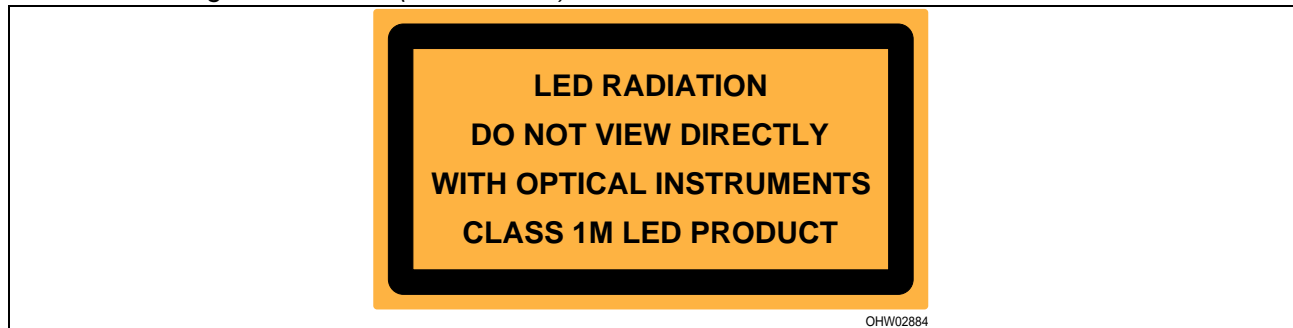 LED RADIATION
DO NOT VIEW DIRECTLY
WITH OPTICAL INSTRUMENTS
CLASS 1M LED PRODUCT
OHW02884